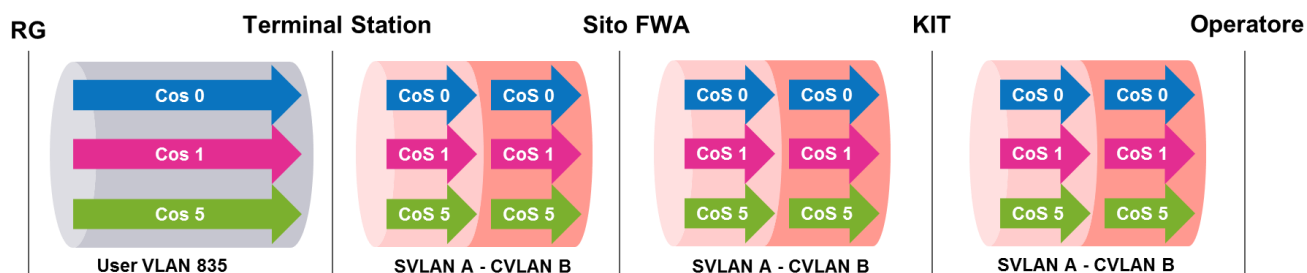 RG Terminal Station Sito FWA KIT Operatore
Cos 0 CoS 0 CoS 0 CoS 0 CoS 0 CoS 0 CoS 0
Cos 1 CoS 1 CoS 1 CoS 1 CoS 1 CoS 1 CoS 1
Cos 5 CoS 5 CoS 5 CoS 5 CoS 5 CoS 5 CoS 5
User VLAN 835 SVLAN A - CVLAN B SVLAN A - CVLAN B SVLAN A - CVLAN B